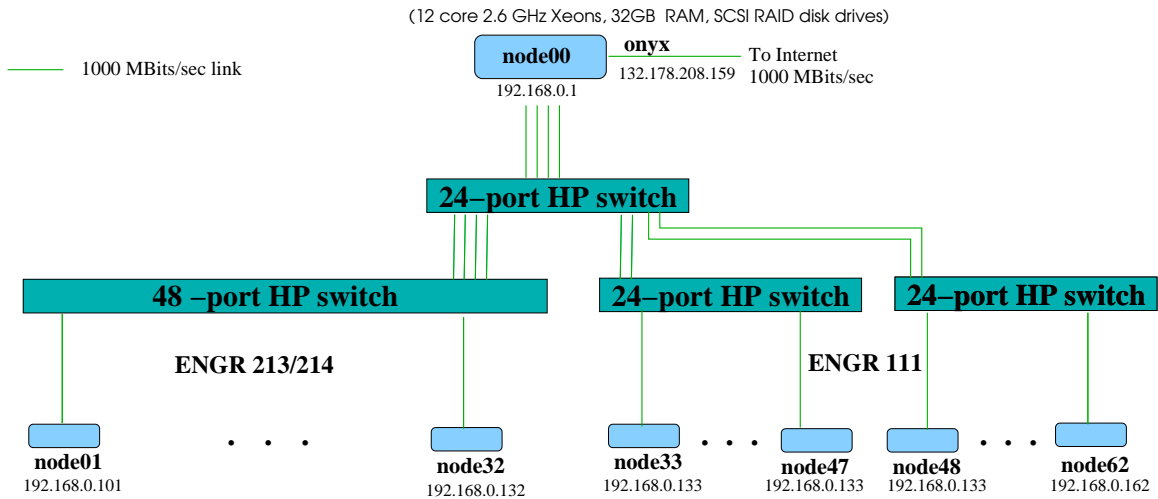 (12 core 2.6 GHz Xeons, 32GB RAM, SCSI RAID disk drives)
1000 MBits/sec link
node00
onyx
132.178.208.159
To Internet
1000 MBits/sec
192.168.0.1
24–port HP switch
48 –port HP switch
24–port HP switch
24–port HP switch
ENGR 213/214
ENGR 111
. . .
. . .
. . .
node01
node32
node33
node47
node48
node62
192.168.0.101
192.168.0.132
192.168.0.133
192.168.0.133
192.168.0.133
192.168.0.162